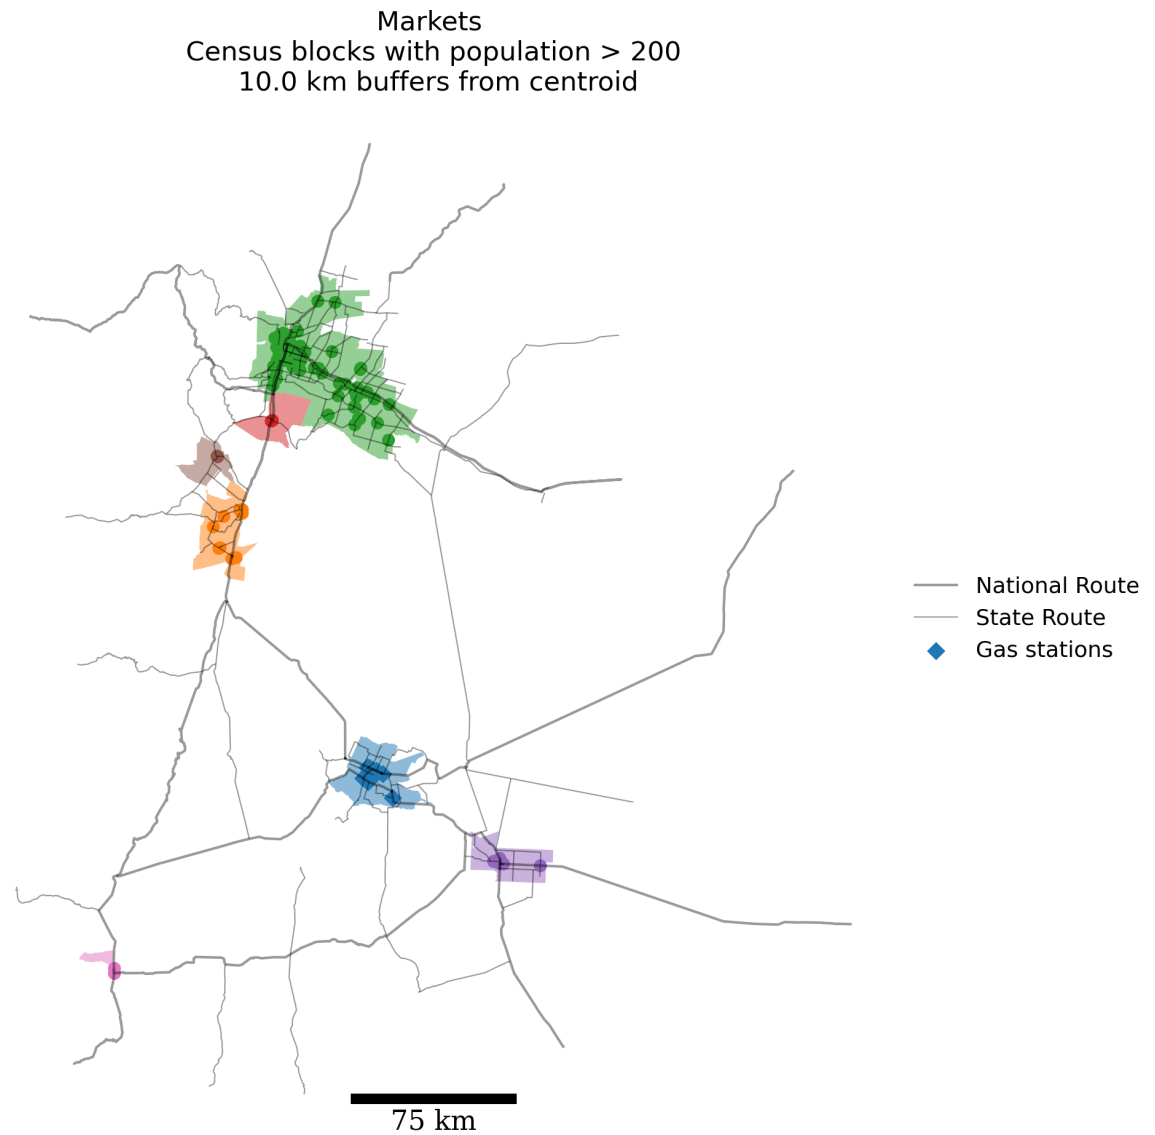 Markets
Census blocks with population > 200
10.0 km buffers from centroid
National Route
State Route
Gas stations
75 km